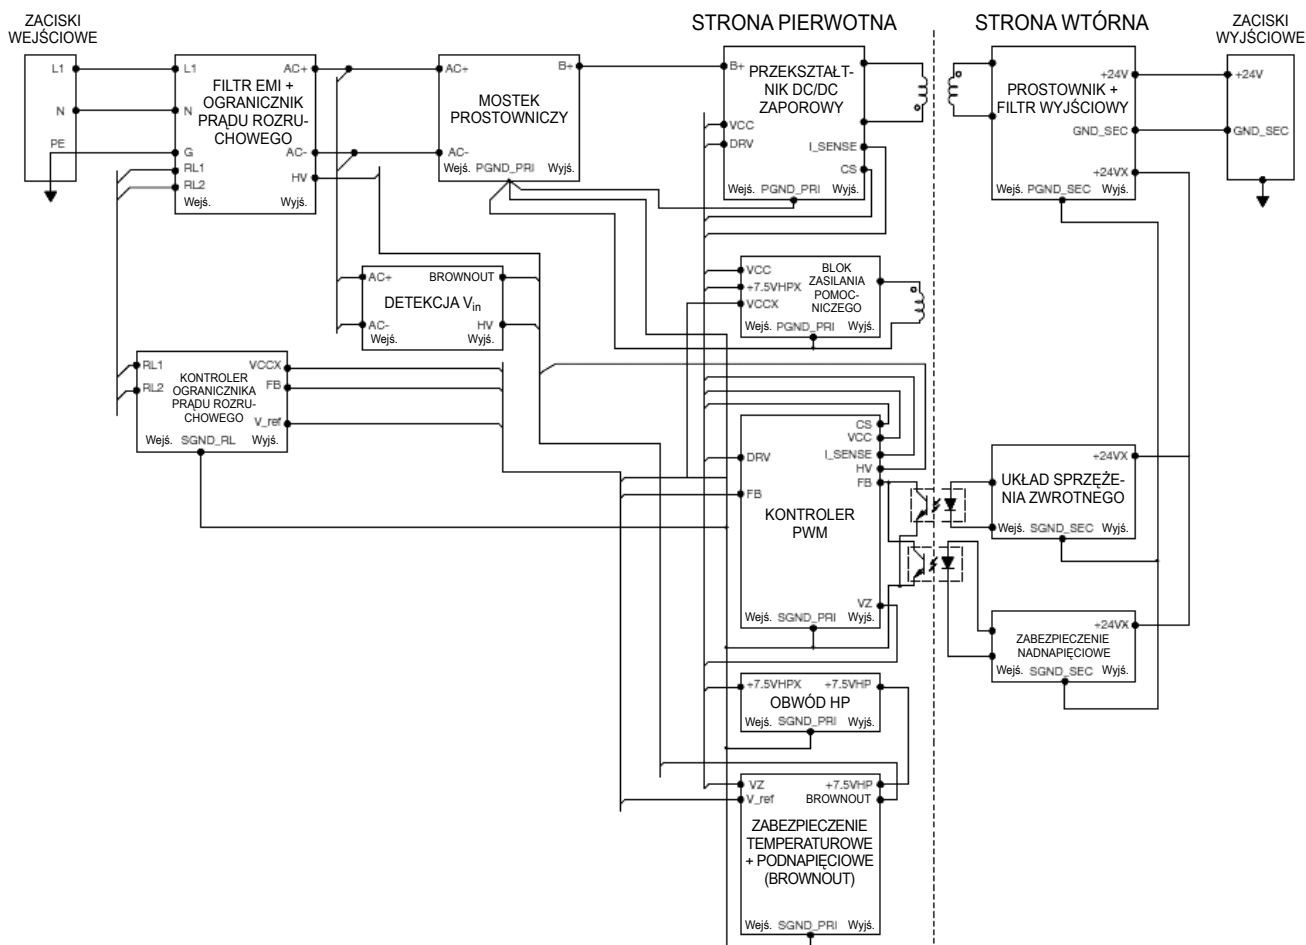 ZACISKI
WEJŚCIOWE
STRONA PIERWOTNA
STRONA WTÓRNA
ZACISKI
WYJŚCIOWE
L1
N
PE
L1
N
G
RL1
RL2
Wejś.
FILTR EMI +
OGRANICZNIK
PRĄDU ROZRU-
CHOWEGO
AC+
AC-
HV
Wyjś.
AC+
AC-
MOSTEK
PROSTOWNICZY
B+
Wejś. PGND_PRI Wyjś.
B+
PRZEKSZTAŁT-
NIK DC/DC
ZAPOROWY
VCC
DRV
I_SENSE
CS
Wejś. PGND_PRI Wyjś.
PROSTOWNIK +
FILTR WYJŚCIOWY
+24V
GND_SEC
+24VX
Wejś. PGND_SEC Wyjś.
+24V
GND_SEC
AC+
BROWNOUT
DETEKCJA Vin
AC-
HV
Wejś.
Wyjś.
VCC
+7.5VHPX
VCCX
BLOK
ZASILANIA
POMOC-
NICZEGO
Wejś. PGND_PRI Wyjś.
RL1
RL2
VCCX
FB
V_ref
KONTROLER
OGRANICZNIKA
PRĄDU ROZRU-
CHOWEGO
Wejś. SGND_RL Wyjś.
CS
VCC
I_SENSE
HV
FB
DRV
FB
KONTROLER
PWM
VZ
Wejś. SGND_PRI Wyjś.
+24VX
UKŁAD SPRZĘŻE-
NIA ZWROTNEGO
Wejś. SGND_SEC Wyjś.
+24VX
ZABEZPIECZENIE
NADNAPIĘCIOWE
Wejś. SGND_SEC Wyjś.
+7.5VHPX +7.5VHP
OBWÓD HP
Wejś. SGND_PRI Wyjś.
VZ +7.5VHP
V_ref BROWNOUT
ZABEZPIECZENIE
TEMPERATUROWE
+ PODNAPIĘCIOWE
(BROWNOUT)
Wejś. SGND_PRI Wyjś.